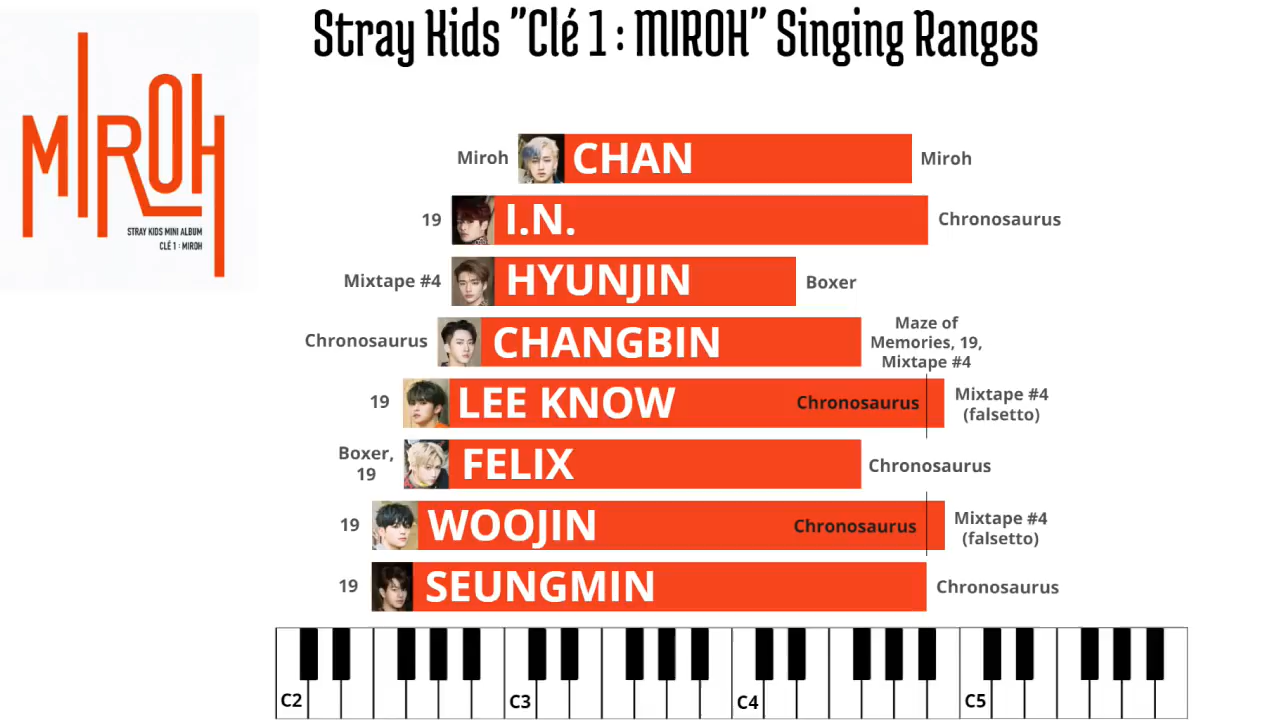 Stray Kids "Clé 1 : MIROH" Singing Ranges
MIROH
STRAY KIDS MINI ALBUM
CLÉ 1 : MIROH
Miroh CHAN Miroh
19 I.N. Chronosaurus
Mixtape #4 HYUNJIN Boxer
Chronosaurus CHANGBIN Maze of
Memories, 19,
Mixtape #4
19 LEE KNOW Chronosaurus Mixtape #4
(falsetto)
Boxer,
19 FELIX Chronosaurus
19 WOOJIN Chronosaurus Mixtape #4
(falsetto)
19 SEUNGMIN Chronosaurus
C2 C3 C4 C5